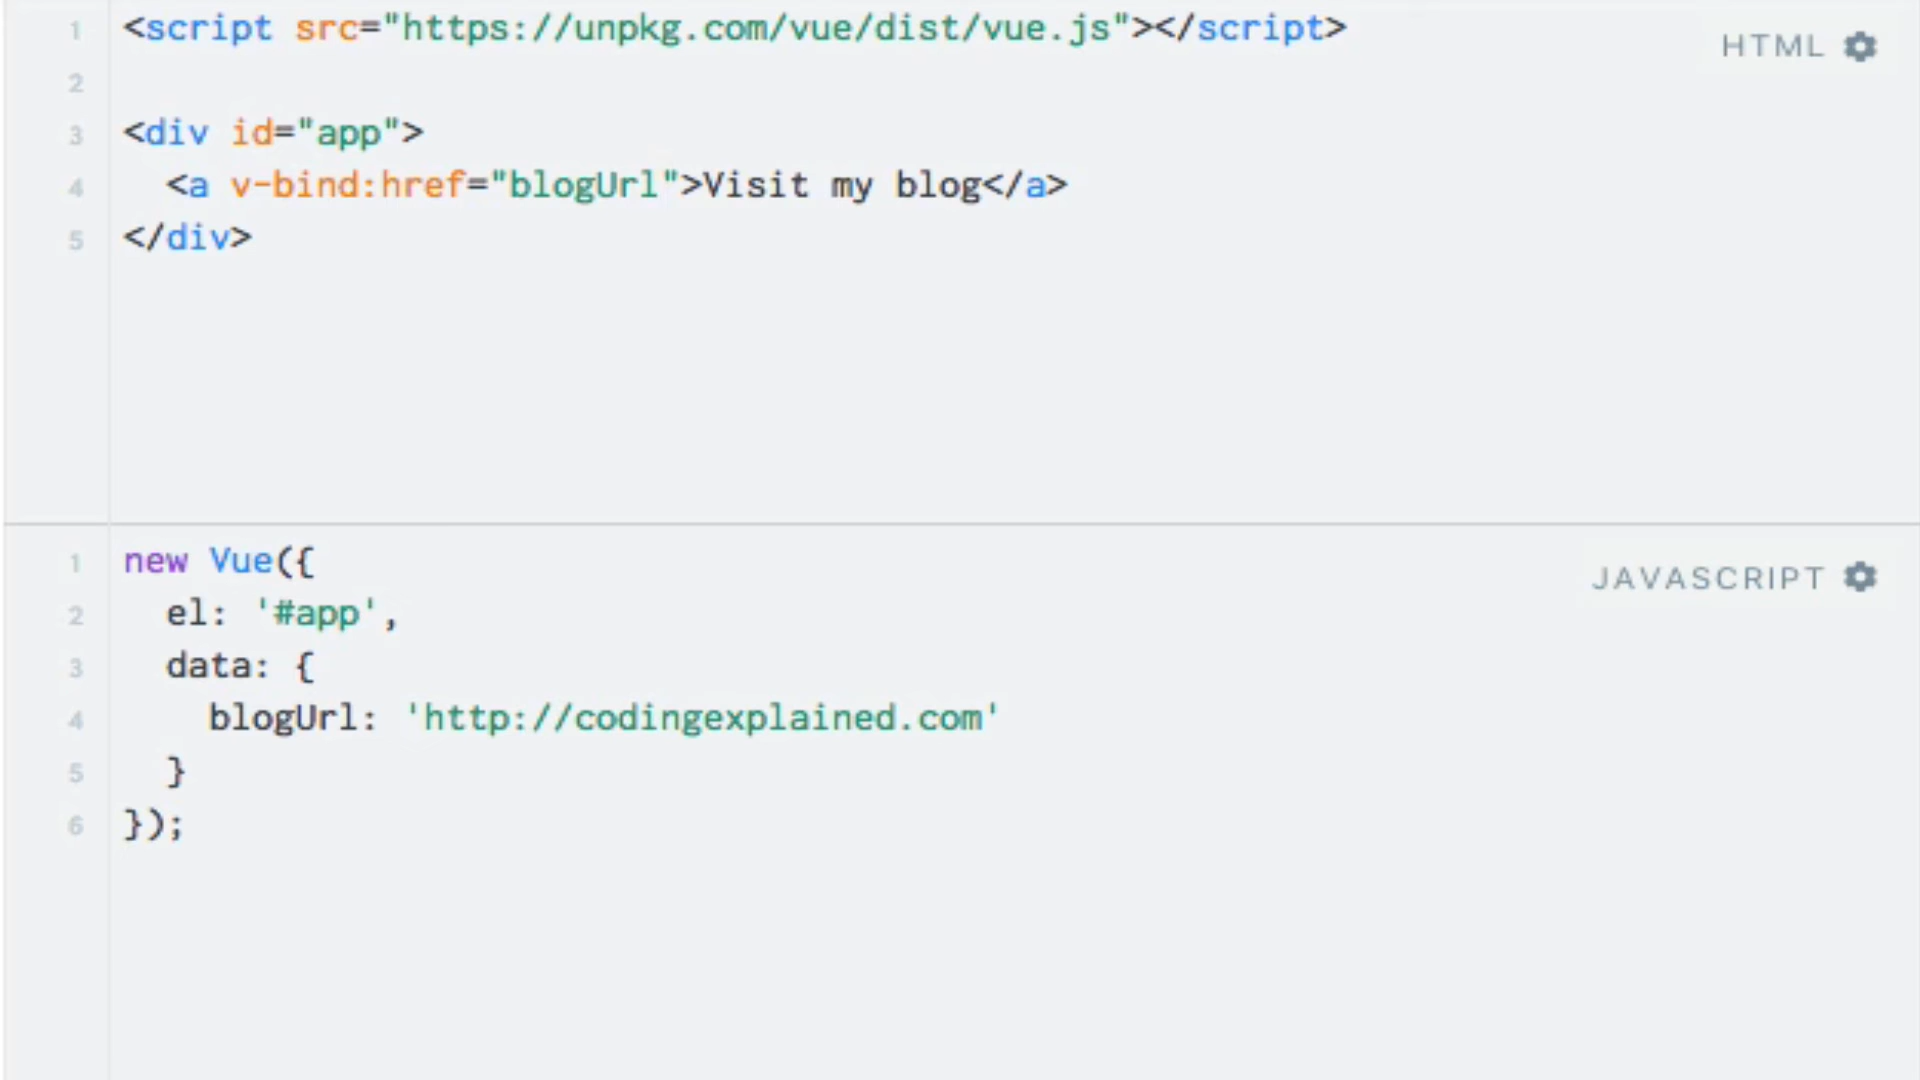 1 <script src="https://unpkg.com/vue/dist/vue.js"></script>
HTML
2
3 <div id="app">
4   <a v-bind:href="blogUrl">Visit my blog</a>
5 </div>
1 new Vue({
JAVASCRIPT
2   el: '#app',
3   data: {
4     blogUrl: 'http://codingexplained.com'
5   }
6 });